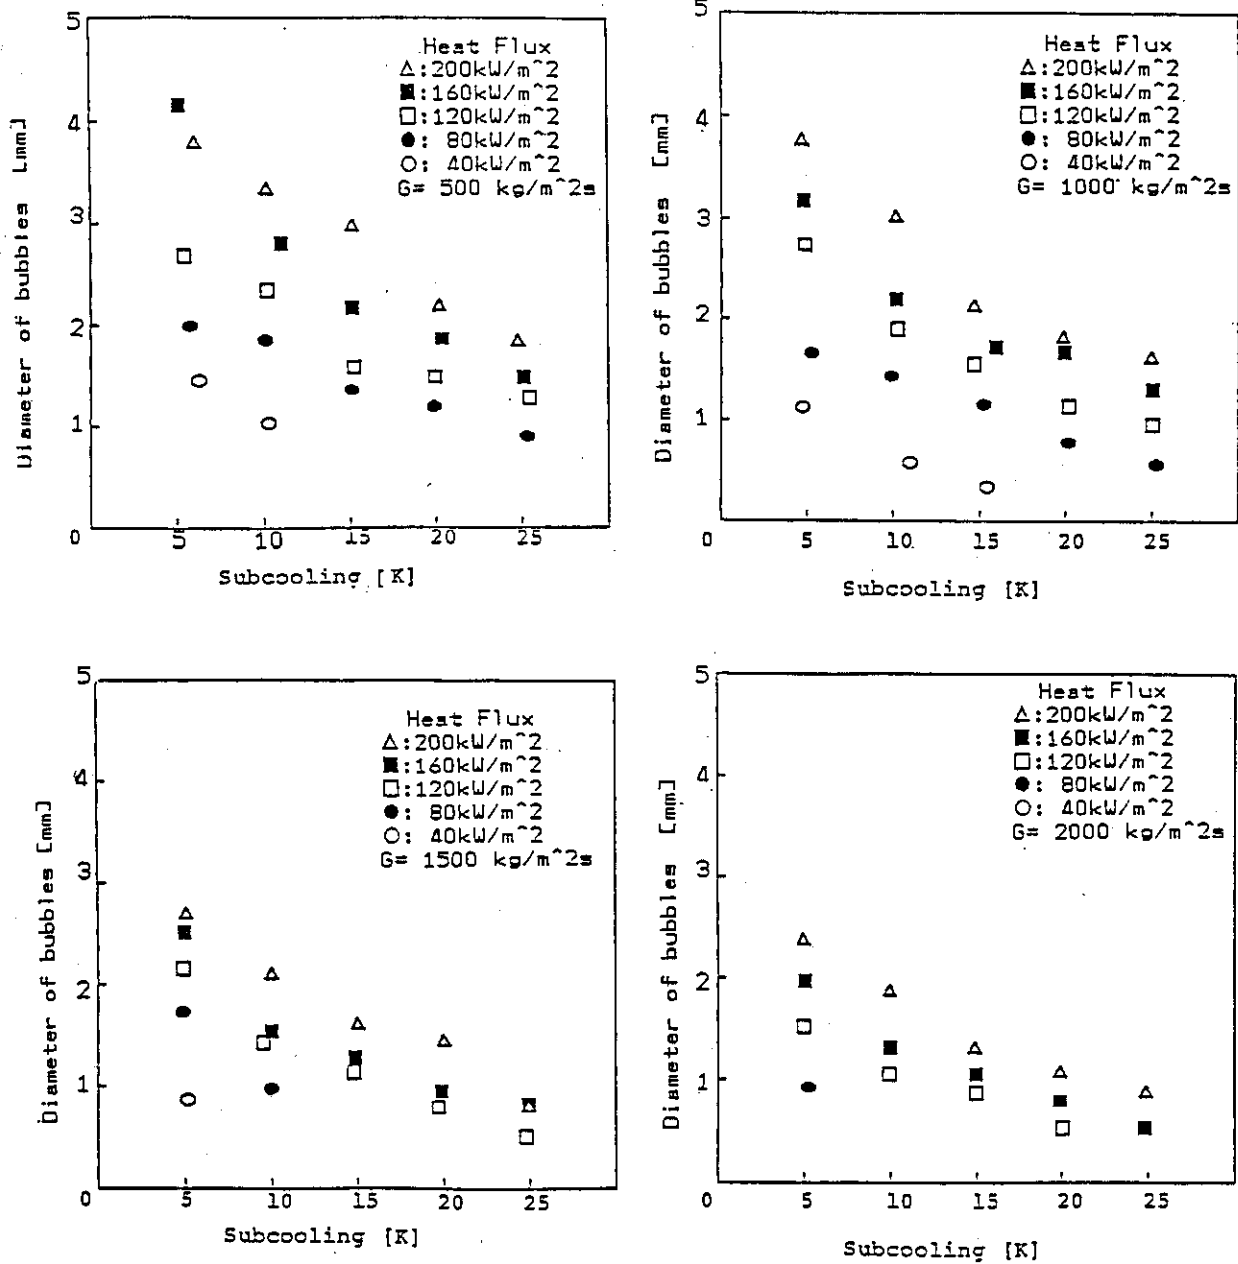 5
4
3
2
1
0
5
10
15
20
25
Diameter of bubbles [mm]
Subcooling [K]
Heat Flux
△:200kW/m^2
■:160kW/m^2
□:120kW/m^2
●: 80kW/m^2
○: 40kW/m^2
G= 500 kg/m^2s
5
4
3
2
1
0
5
10
15
20
25
Diameter of bubbles [mm]
Subcooling [K]
Heat Flux
△:200kW/m^2
■:160kW/m^2
□:120kW/m^2
●: 80kW/m^2
○: 40kW/m^2
G= 1000 kg/m^2s
5
4
3
2
1
0
5
10
15
20
25
Diameter of bubbles [mm]
Subcooling [K]
Heat Flux
△:200kW/m^2
■:160kW/m^2
□:120kW/m^2
●: 80kW/m^2
○: 40kW/m^2
G= 1500 kg/m^2s
5
4
3
2
1
0
5
10
15
20
25
Diameter of bubbles [mm]
Subcooling [K]
Heat Flux
△:200kW/m^2
■:160kW/m^2
□:120kW/m^2
●: 80kW/m^2
○: 40kW/m^2
G= 2000 kg/m^2s